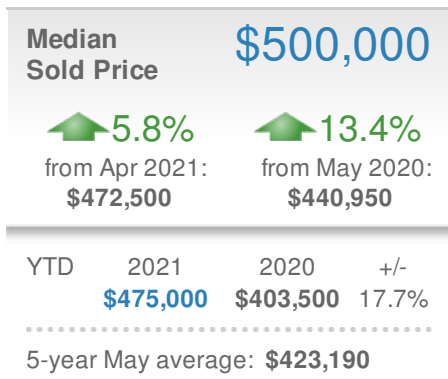 Median
Sold Price
$500,000
5.8%
13.4%
from Apr 2021:
from May 2020:
$472,500
$440,950
YTD 2021 2020 +/-
$475,000 $403,500 17.7%
5-year May average: $423,190